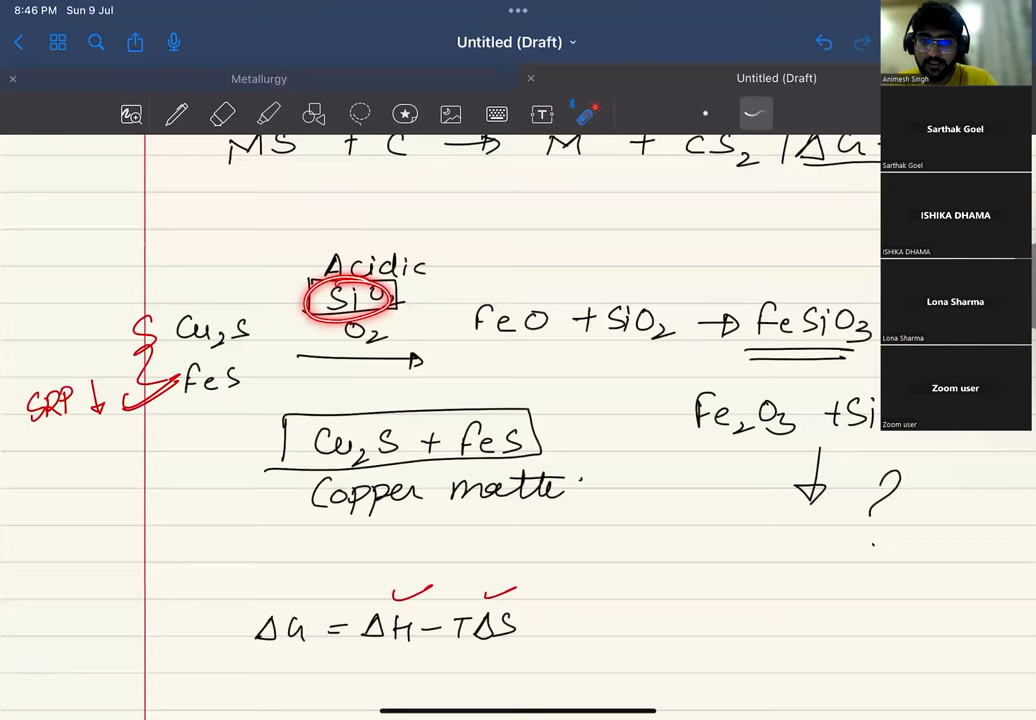 8:46 PM Sun 9 Jul
Untitled (Draft)
Metallurgy
Untitled (Draft)
Animesh Singh
Sarthak Goel
Sarthak Goel
ISHIKA DHAMA
ISHIKA DHAMA
Lona Sharma
Lona Sharma
Zoom user
Zoom user
MS + C → M + CS2 / ΔG
Acidic
SiO2
O2
Cu2S
FeO + SiO2 → FeSiO3
FeS
SRP ↓
Fe2O3 + Si
Cu2S + FeS
Copper matte
?
ΔG = ΔH - TΔS